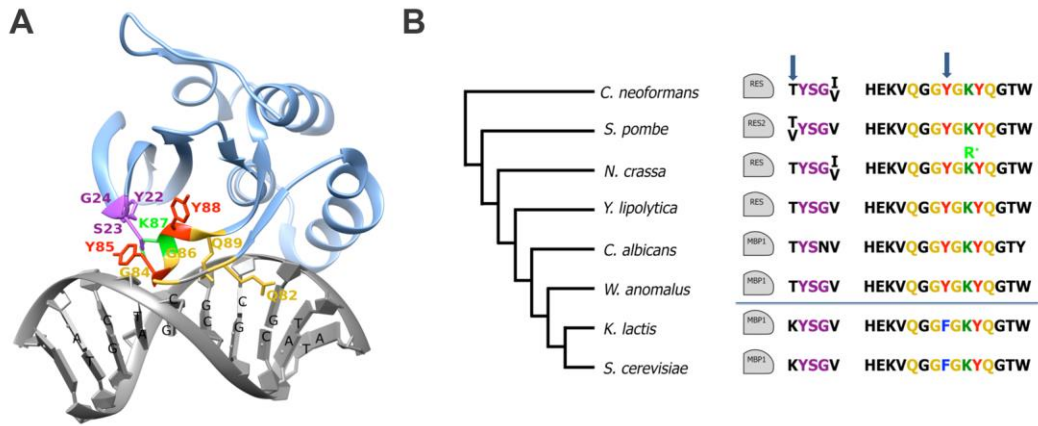 A
G24 Y22
S23 K87 Y88
Y85 G86 Q89
G84 Q82
C G C
G T A G C G G C T
A T G A T A
B
RES TYSG I/V HEKVQGGYGKYQGTW
C. neoformans
RES2 T/V YSGV HEKVQGGYGKYQGTW
S. pombe
R*
RES TYSG I/V HEKVQGGYGKYQGTW
N. crassa
RES TYSGV HEKVQGGYGKYQGTW
Y. lipolytica
MBP1 TYSNV HEKVQGGYGKYQGTY
C. albicans
MBP1 TYSGV HEKVQGGYGKYQGTW
W. anomalus
MBP1 KYSGV HEKVQGGFGKYQGTW
K. lactis
MBP1 KYSGV HEKVQGGFGKYQGTW
S. cerevisiae